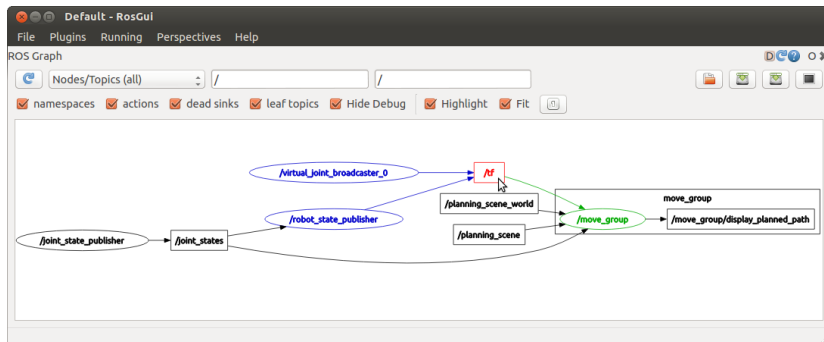 Default - RosGui
File Plugins Running Perspectives Help
ROS Graph
D C ? O ✖
Nodes/Topics (all) / /
namespaces actions dead sinks leaf topics Hide Debug Highlight Fit
/virtual_joint_broadcaster_0
/tf
move_group
/planning_scene_world
/robot_state_publisher
/move_group
/move_group/display_planned_path
/joint_state_publisher
/joint_states
/planning_scene